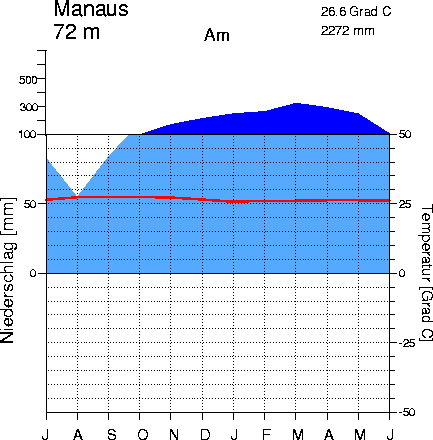 Manaus
72 m
Am
26.6 Grad C
2272 mm
500
300
100
50
0
Niederschlag [mm]
50
25
0
-25
-50
Temperatur [Grad C]
J A S O N D J F M A M J